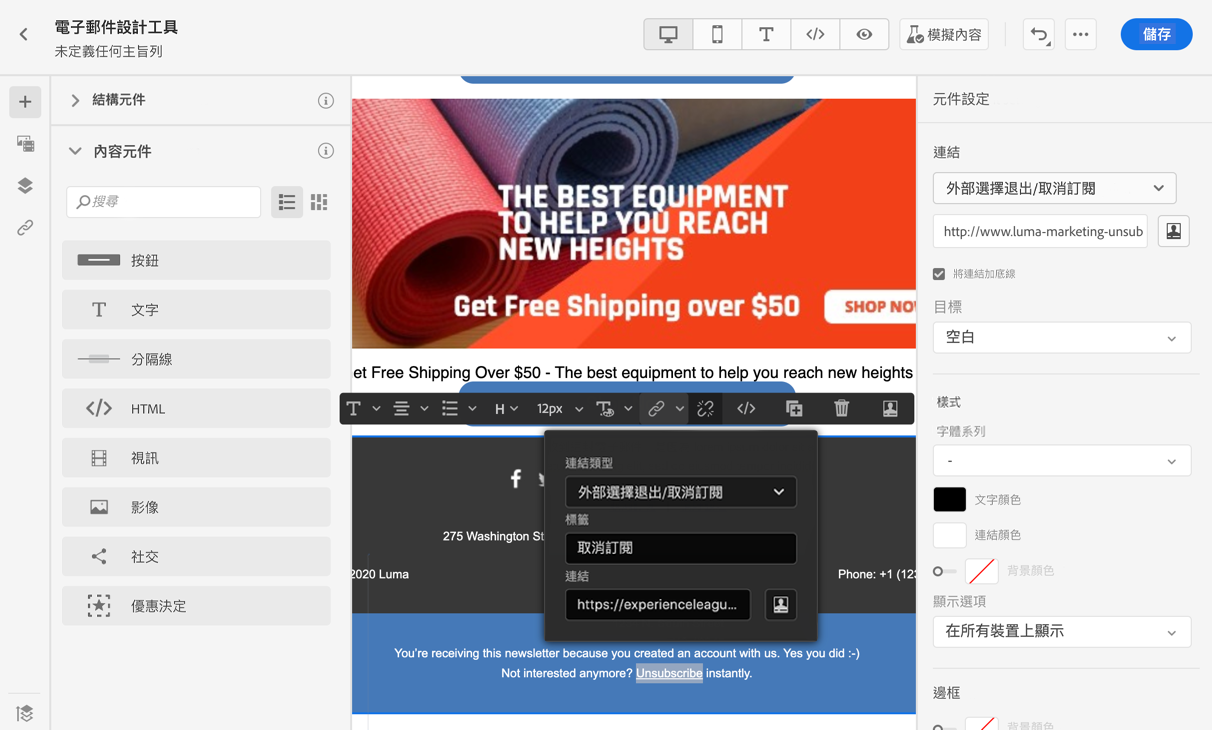 電子郵件設計工具
未定義任何主旨列
模擬內容
儲存
結構元件
內容元件
搜尋
按鈕
文字
分隔線
HTML
視訊
影像
社交
優惠決定
THE BEST EQUIPMENT
TO HELP YOU REACH
NEW HEIGHTS
Get Free Shipping over $50
SHOP NO
et Free Shipping Over $50 - The best equipment to help you reach new heights
H
12px
連結類型
外部選擇退出/取消訂閱
標籤
取消訂閱
連結
https://experienceleagu...
275 Washington St
2020 Luma
Phone: +1 (123
You're receiving this newsletter because you created an account with us. Yes you did :-)
Not interested anymore? Unsubscribe instantly.
元件設定
連結
外部選擇退出/取消訂閱
http://www.luma-marketing-unsub
將連結加底線
目標
空白
樣式
字體系列
-
文字顏色
連結顏色
背景顏色
顯示選項
在所有裝置上顯示
邊框
背景顏色